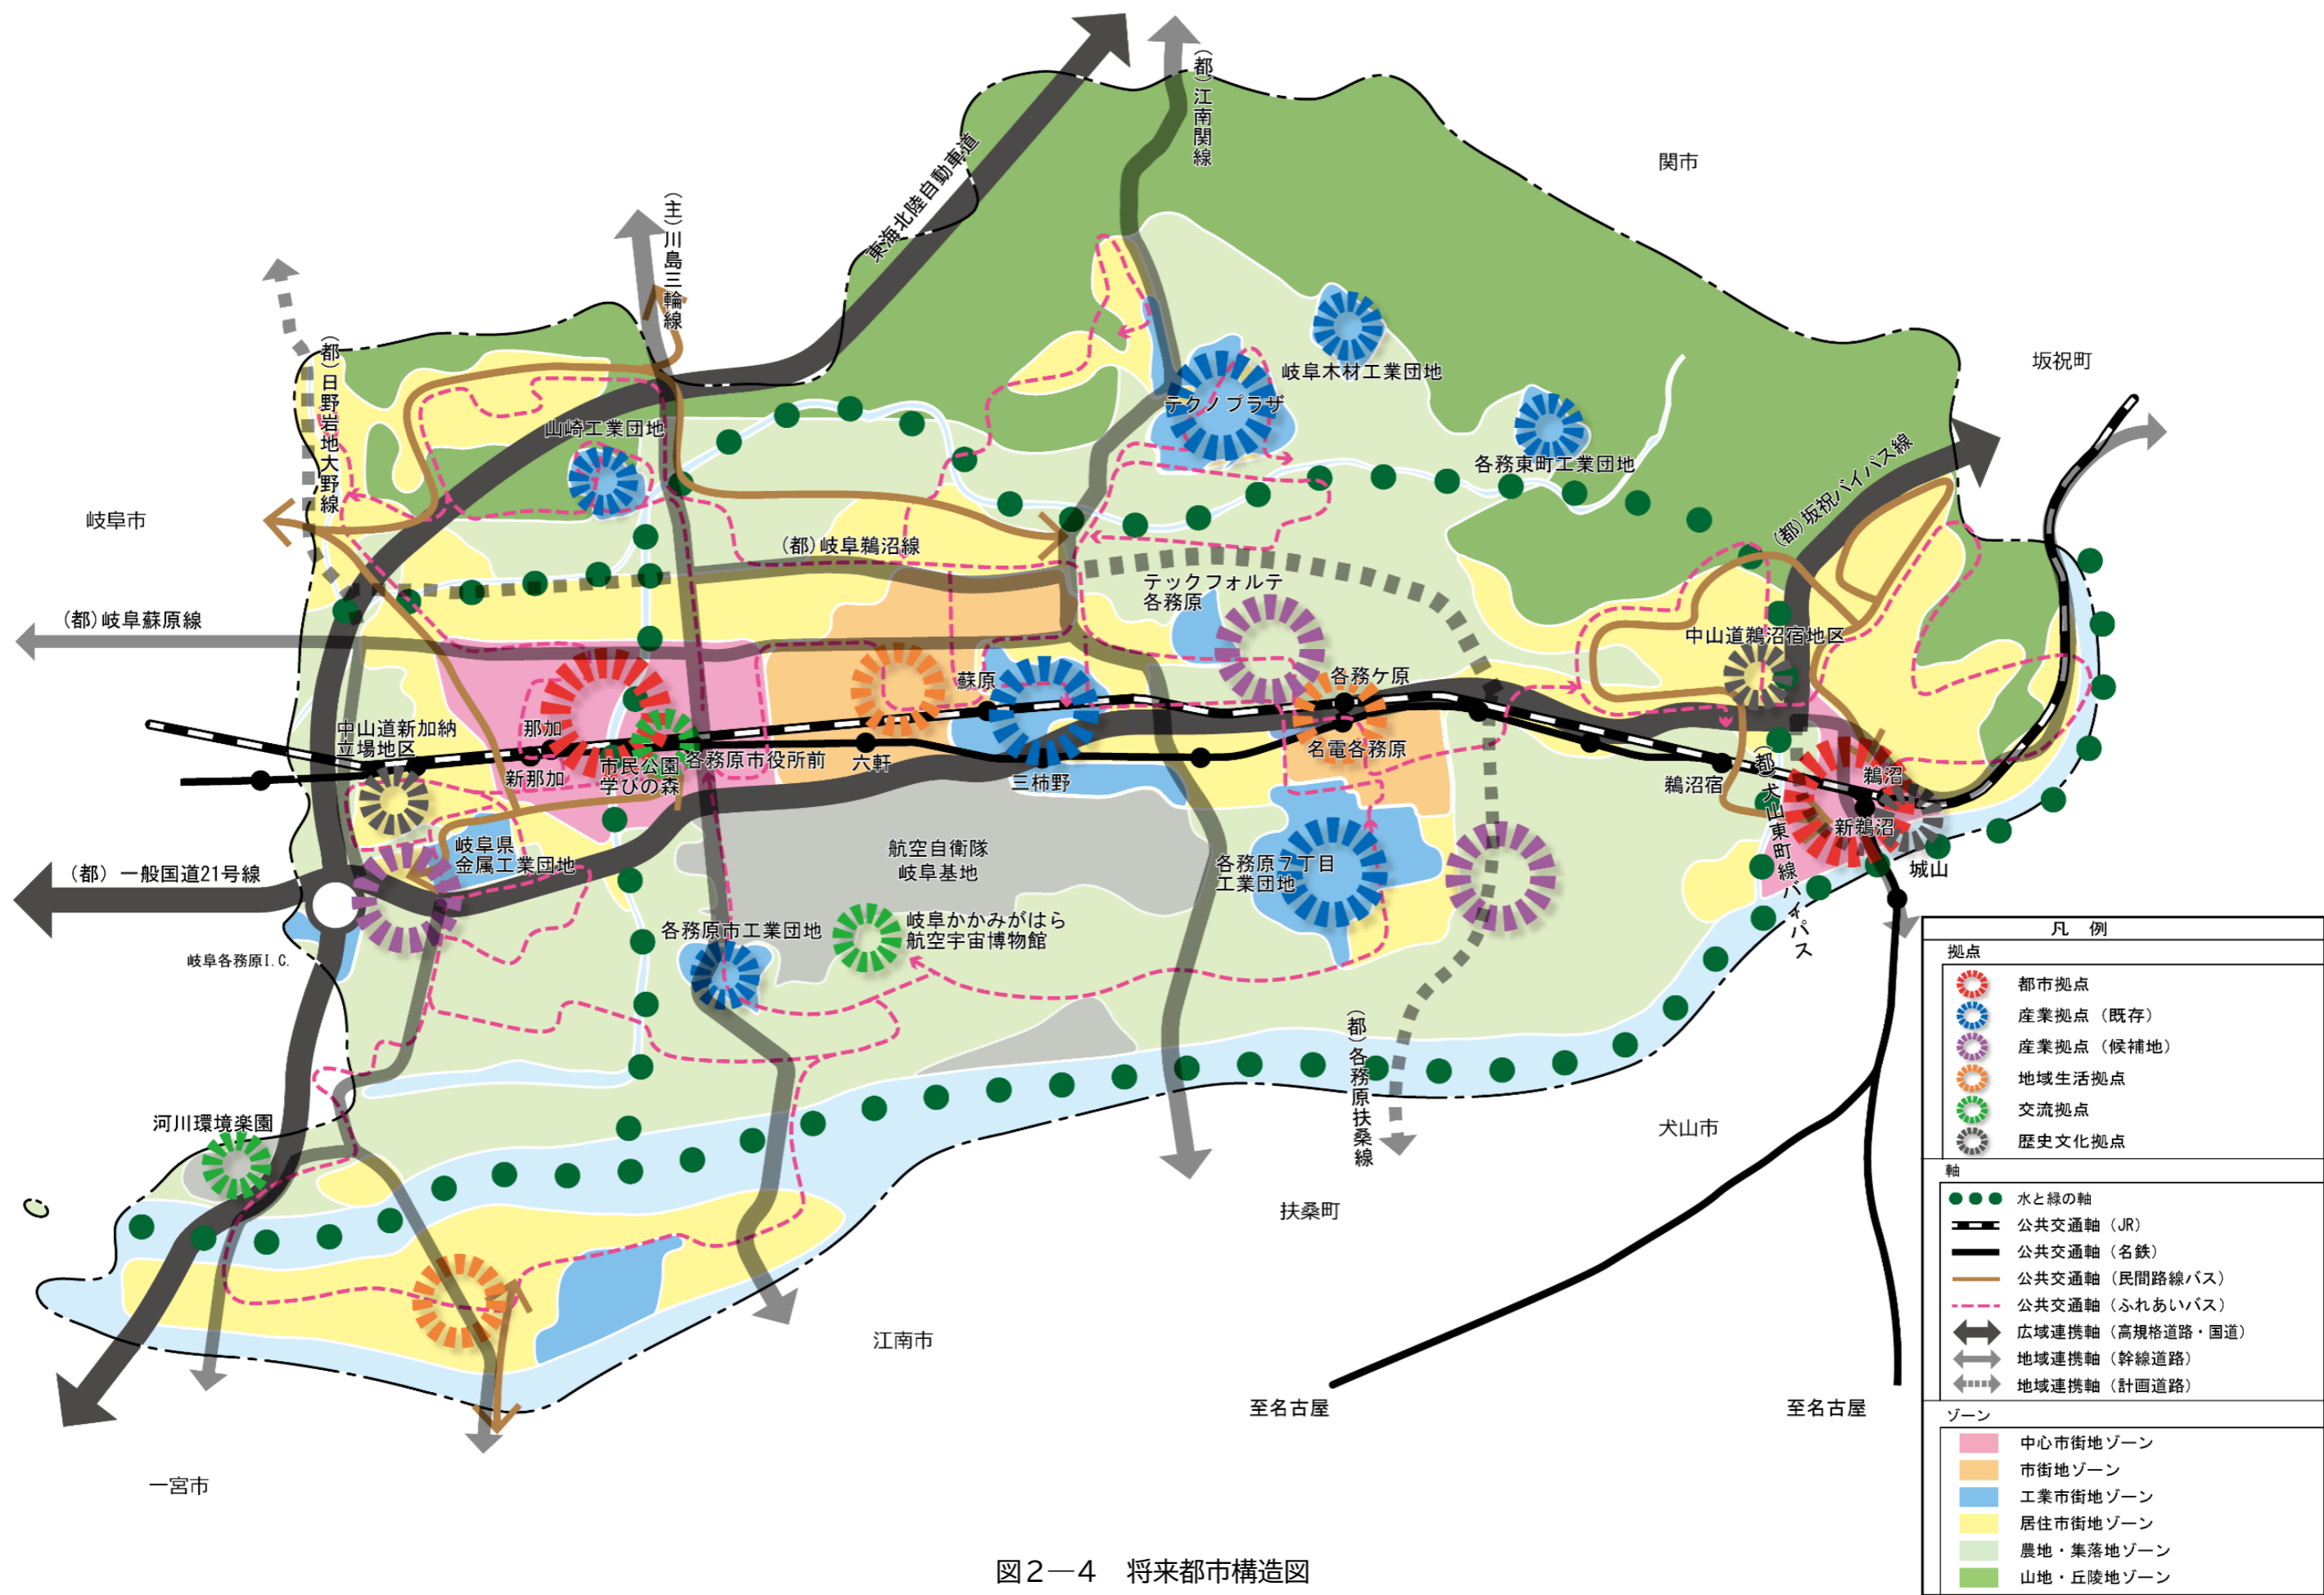 (都)江南関線
関市
東海北陸自動車道
(主)川島三輪線
(都)日野岩地大野線
坂祝町
岐阜木材工業団地
テクノプラザ
山崎工業団地
各務東町工業団地
(都)坂祝バイパス線
岐阜市
(都)岐阜鵜沼線
テックフォルテ
各務原
(都)岐阜蘇原線
中山道鵜沼宿地区
蘇原
各務ケ原
中山道新加納
立場地区
那加
新那加
市民公園
学びの森
各務原市役所前
六軒
三柿野
名電各務原
鵜沼宿
(都)犬山東町線バイパス
鵜沼
新鵜沼
城山
岐阜県
金属工業団地
航空自衛隊
岐阜基地
各務原7丁目
工業団地
(都)一般国道21号線
各務原市工業団地
岐阜かかみがはら
航空宇宙博物館
岐阜各務原I.C.
(都)各務原扶桑線
河川環境楽園
犬山市
扶桑町
江南市
至名古屋
至名古屋
一宮市
凡 例
拠点
都市拠点
産業拠点(既存)
産業拠点(候補地)
地域生活拠点
交流拠点
歴史文化拠点
軸
水と緑の軸
公共交通軸(JR)
公共交通軸(名鉄)
公共交通軸(民間路線バス)
公共交通軸(ふれあいバス)
広域連携軸(高規格道路・国道)
地域連携軸(幹線道路)
地域連携軸(計画道路)
ゾーン
中心市街地ゾーン
市街地ゾーン
工業市街地ゾーン
居住市街地ゾーン
農地・集落地ゾーン
山地・丘陵地ゾーン
図2―4 将来都市構造図